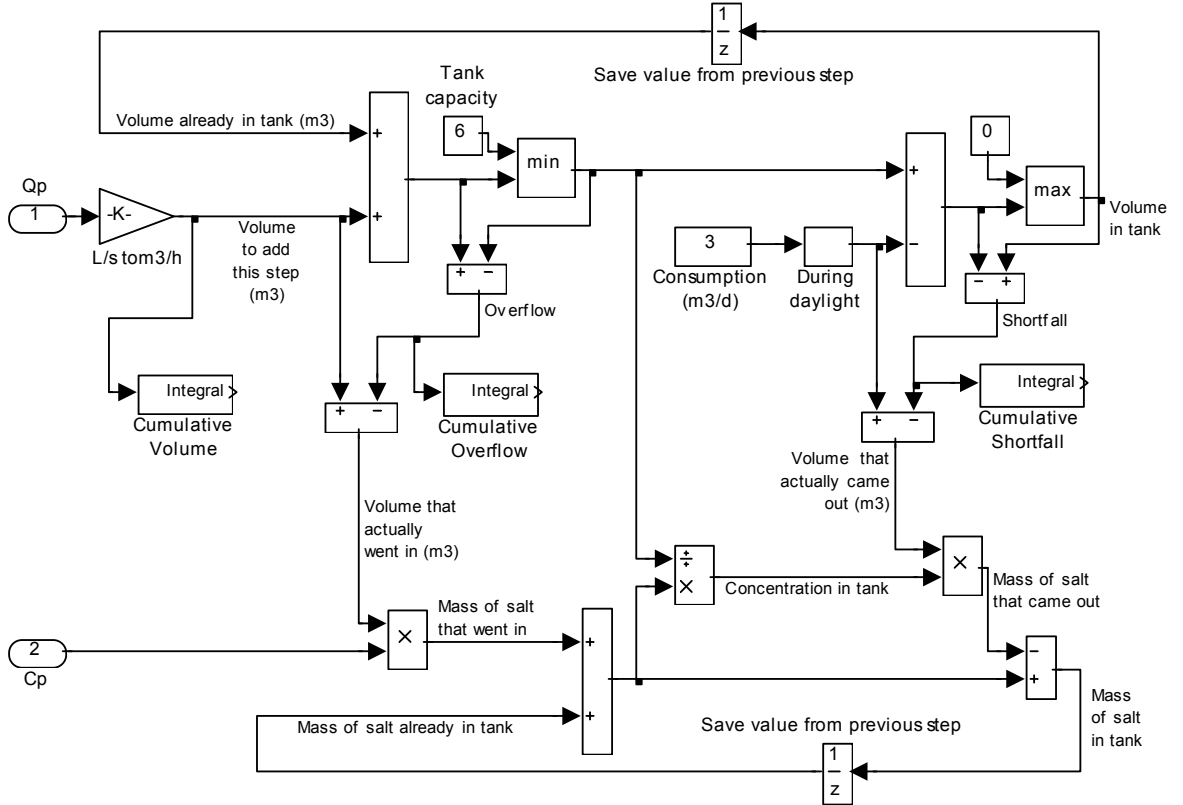 1
z
Save value from previous step
Tank
capacity
Volume already in tank (m3)
+
6
min
+
0
max
Qp
1
-K-
+
L/s tom3/h
Volume
to add
this step
(m3)
+ −
Overflow
3
Consumption
(m3/d)
During
daylight
−
Volume
in tank
− +
Shortfall
Integral
Cumulative
Volume
+ −
Integral
Cumulative
Overflow
+ −
Integral
Cumulative
Shortfall
Volume that
actually came
out (m3)
Volume that
actually
went in (m3)
÷
×
Concentration in tank
×
Mass of salt
that came out
2
Cp
×
Mass of salt
that went in
+
+
−
+
Mass of salt already in tank
Mass
of salt
in tank
Save value from previous step
1
z